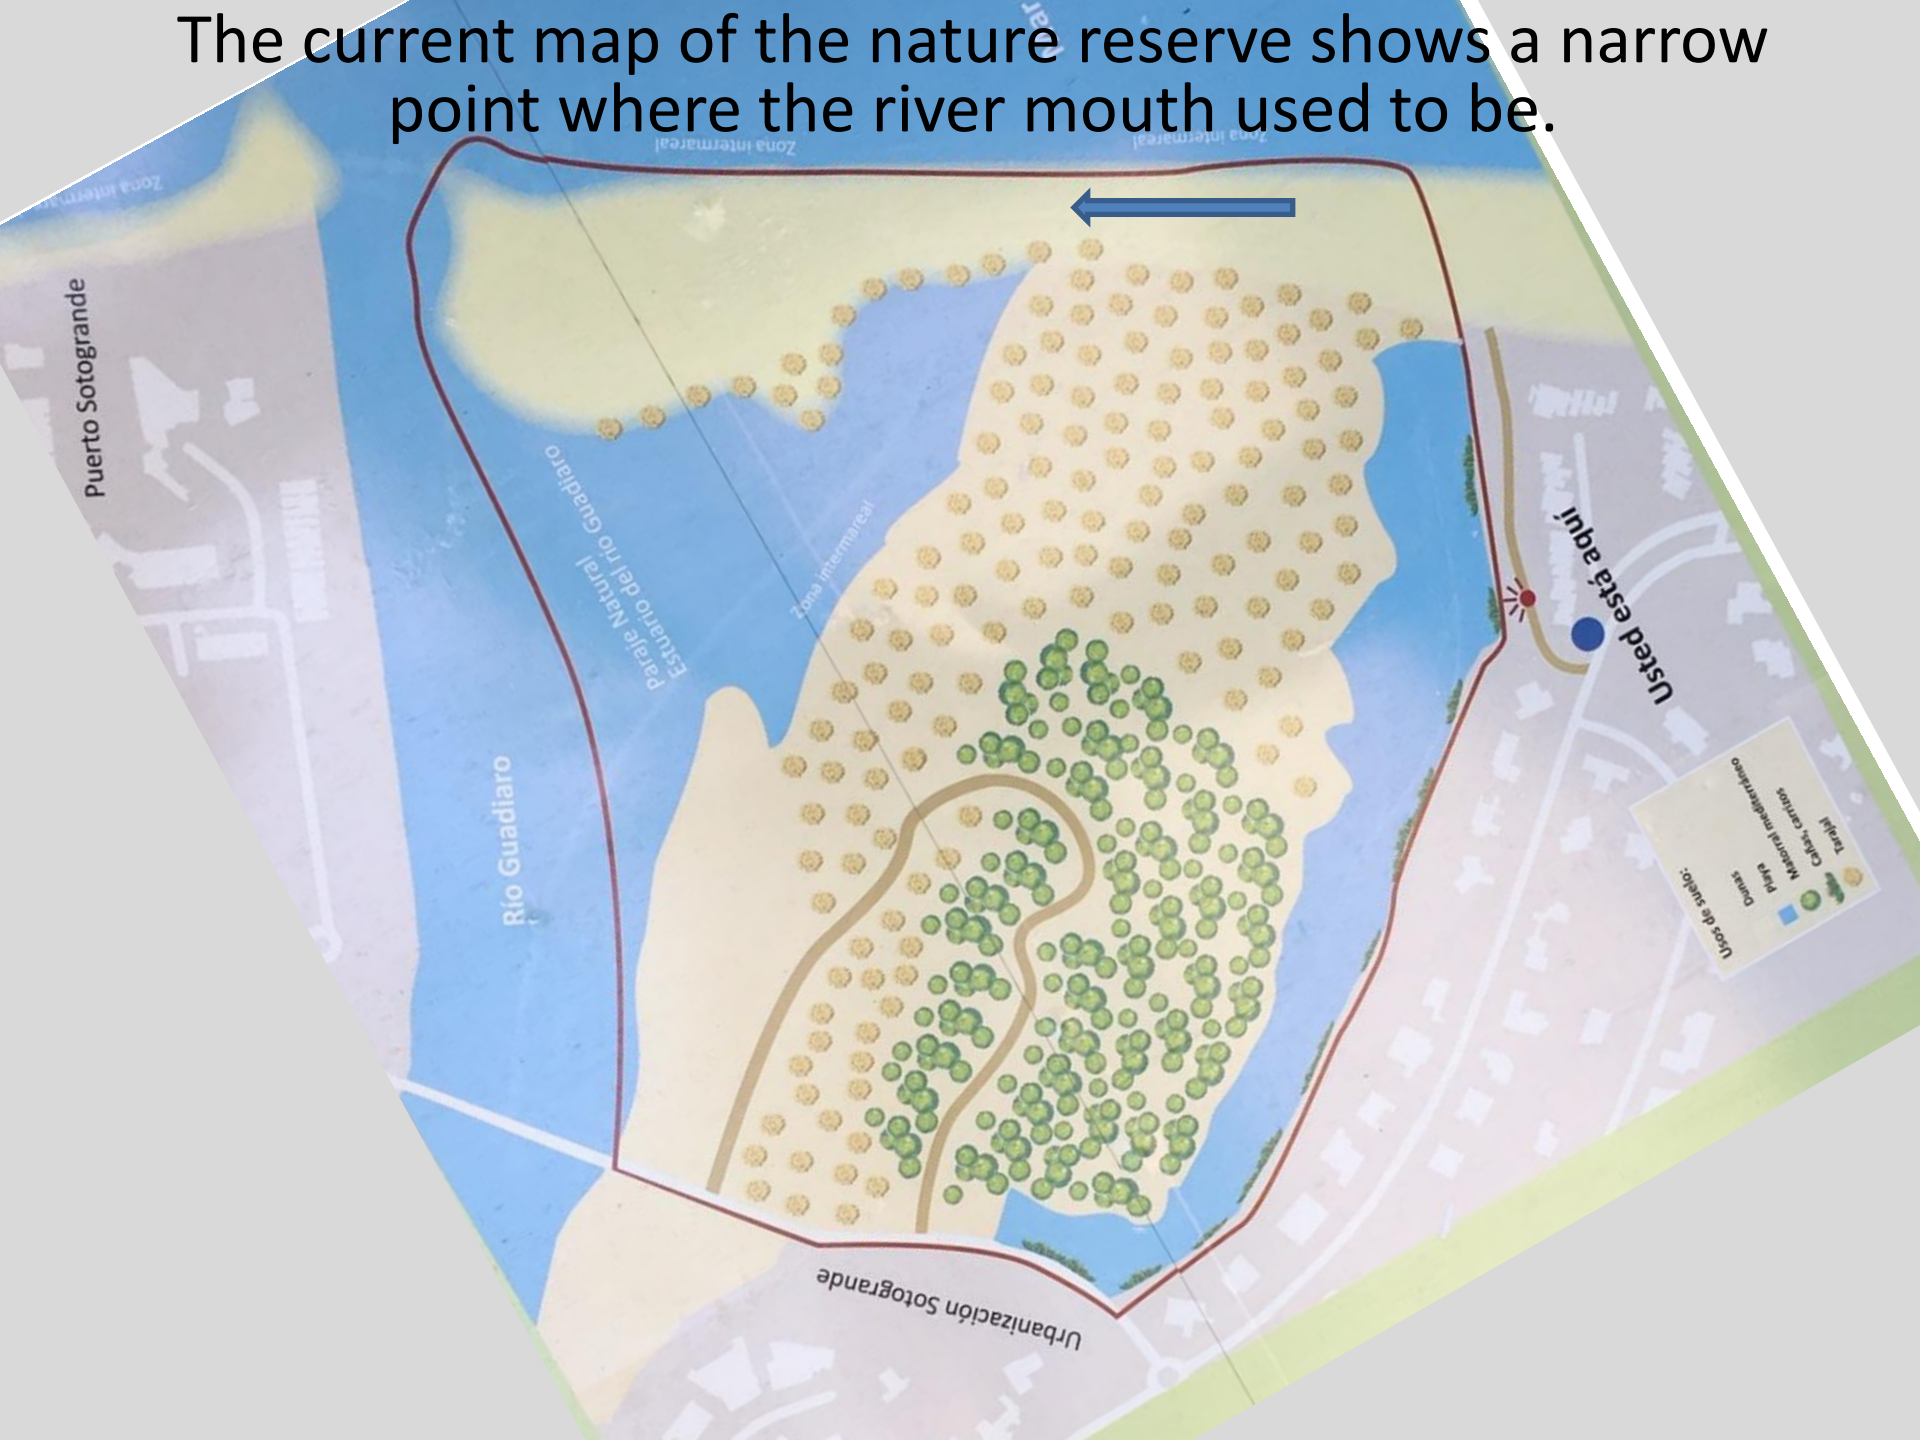 The current map of the nature reserve shows a narrow
point where the river mouth used to be.
Mar
Zona intermareal
Zona intermareal
Zona intermareal
Puerto Sotogrande
Paraje Natural
Estuario del río Guadiaro
Zona intermareal
Río Guadiaro
Usted está aquí
Usos de suelo:
Dunas
Playa
Matorral mediterráneo
Cañas, carrizos
Tarajal
Urbanización Sotogrande